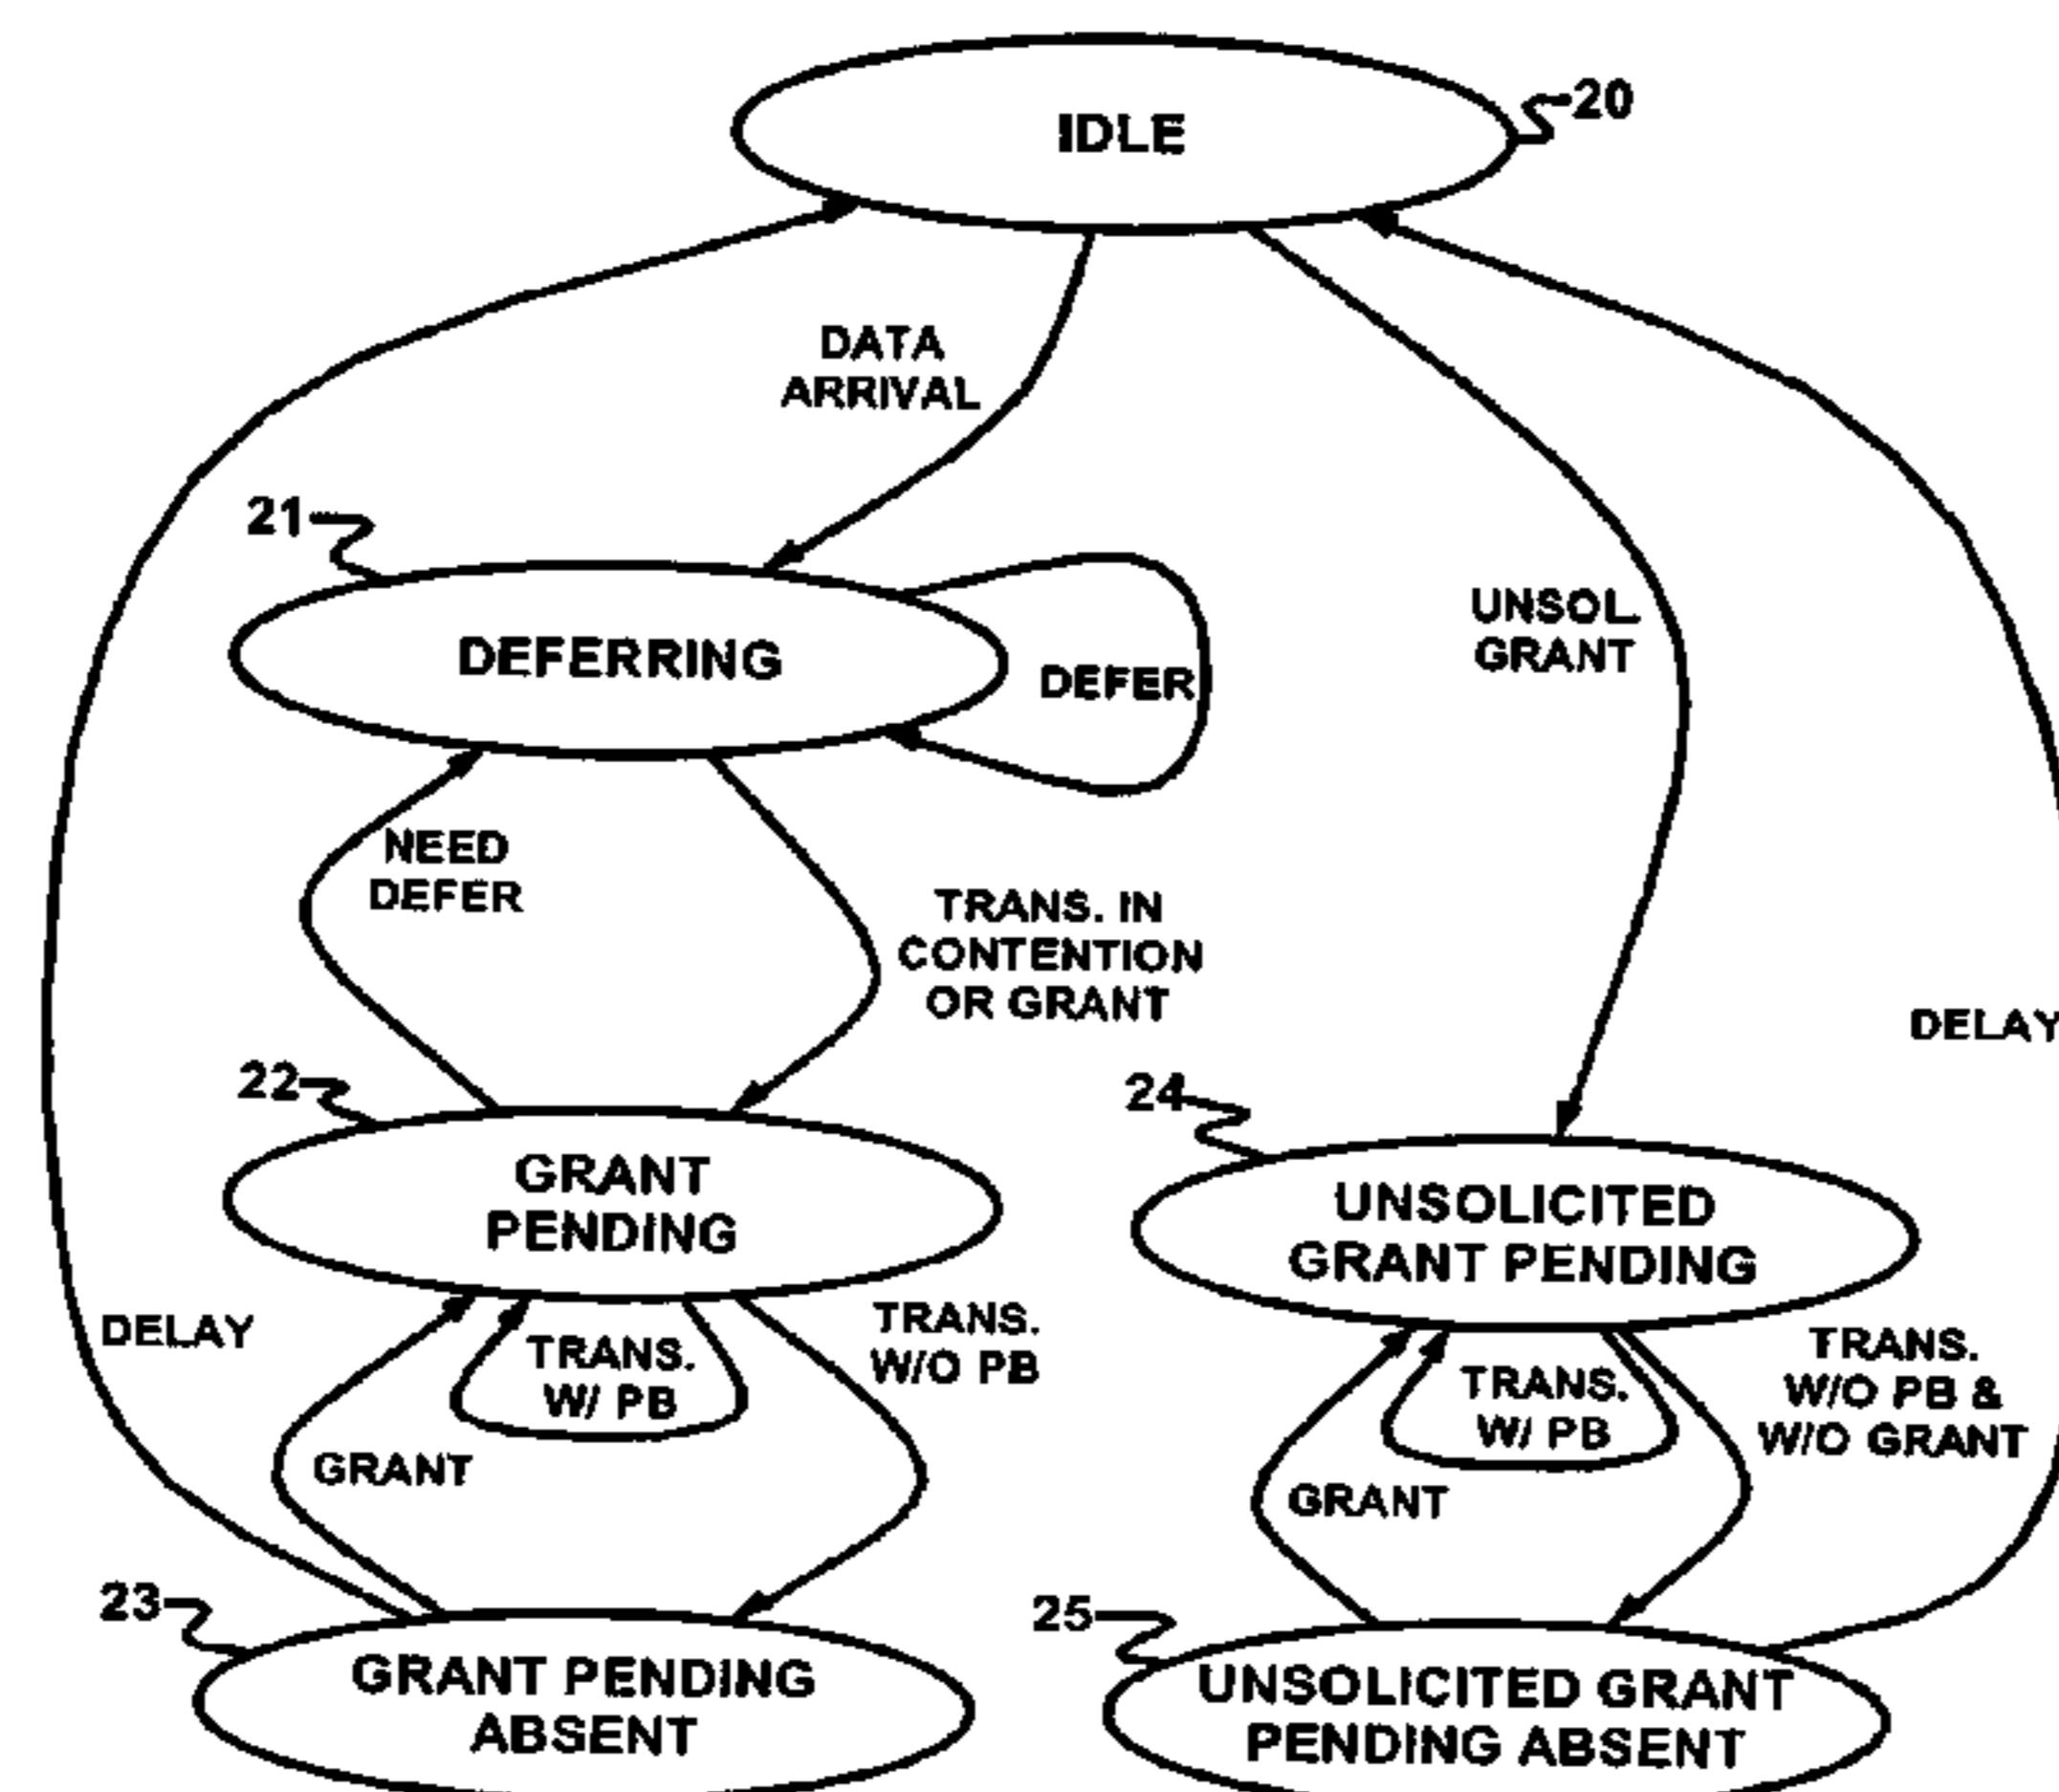 IDLE
20
DATA
ARRIVAL
21
DEFERRING
DEFER
UNSOL.
GRANT
NEED
DEFER
TRANS. IN
CONTENTION
OR GRANT
DELAY
22
GRANT
PENDING
24
UNSOLICITED
GRANT PENDING
DELAY
TRANS.
W/ PB
TRANS.
W/O PB
GRANT
TRANS.
W/ PB
TRANS.
W/O PB &
W/O GRANT
GRANT
23
GRANT PENDING
ABSENT
25
UNSOLICITED GRANT
PENDING ABSENT